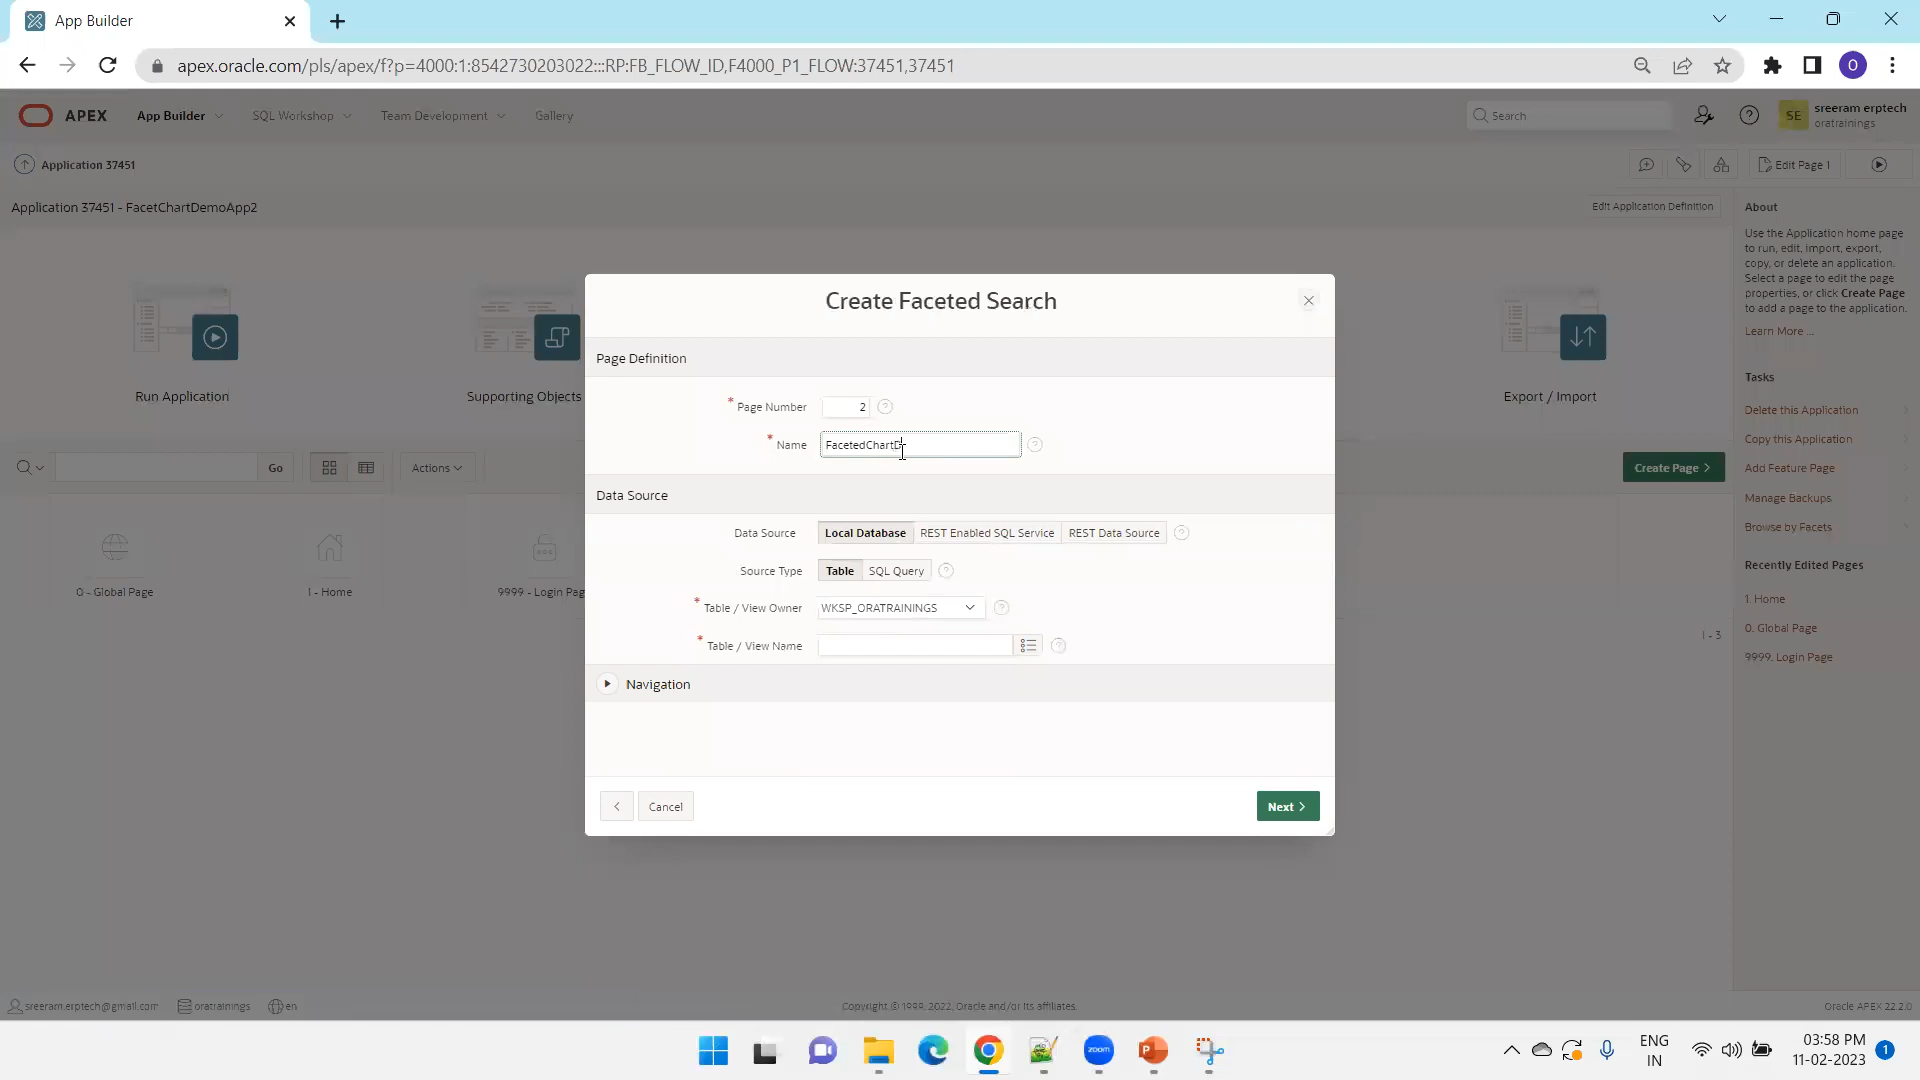 App Builder
apex.oracle.com/pls/apex/f?p=4000:1:8542730203022:::RP:FB_FLOW_ID,F4000_P1_FLOW:37451,37451
O
APEX App Builder SQL Workshop Team Development Gallery
Search
SE
sreeram erptech
oratrainings
Application 37451
Edit Page 1
Application 37451 - FacetChartDemoApp2
Edit Application Definition
Run Application
Supporting Objects
Export / Import
Go
Actions
Create Page >
0 - Global Page
1 - Home
9999 - Login Pag
1 - 3
Create Faceted Search
Page Definition
* Page Number 2
* Name FacetedChartD
Data Source
Data Source Local Database REST Enabled SQL Service REST Data Source
Source Type Table SQL Query
* Table / View Owner WKSP_ORATRAININGS
* Table / View Name
Navigation
Cancel
Next >
About
Use the Application home page
to run, edit, import, export,
copy, or delete an application.
Select a page to edit the page
properties, or click Create Page
to add a page to the application.
Learn More ...
Tasks
Delete this Application
Copy this Application
Add Feature Page
Manage Backups
Browse by Facets
Recently Edited Pages
1. Home
0. Global Page
9999. Login Page
sreeram.erptech@gmail.com oratrainings en
Copyright © 1999, 2022, Oracle and/or its affiliates.
Oracle APEX 22.2.0
zoom
ENG
IN
03:58 PM
11-02-2023
1